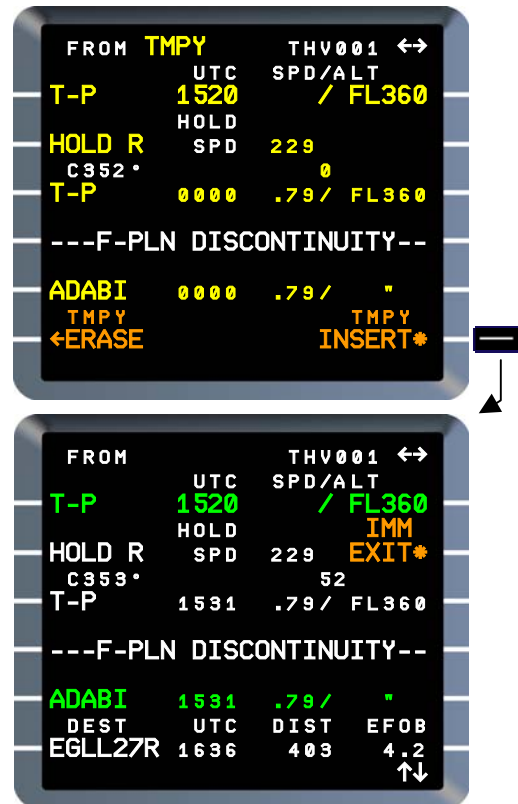 FROM TMPY THV001 ↔
UTC SPD/ALT
T-P 1520 / FL360
HOLD
HOLD R SPD 229
C352° 0
T-P 0000 .79/ FL360
---F-PLN DISCONTINUITY--
ADABI 0000 .79/ "
TMPY TMPY
←ERASE INSERT*
FROM THV001 ↔
UTC SPD/ALT
T-P 1520 / FL360
HOLD IMM
HOLD R SPD 229 EXIT*
C353° 52
T-P 1531 .79/ FL360
---F-PLN DISCONTINUITY--
ADABI 1531 .79/ "
DEST UTC DIST EFOB
EGLL27R 1636 403 4.2
↑↓